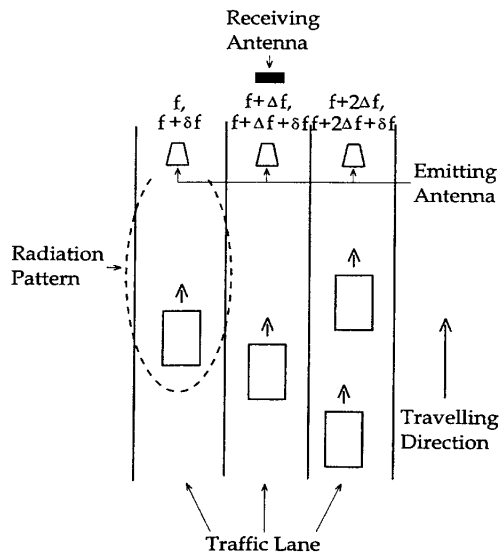 Receiving
Antenna
f,
f+δf
f+Δf,
f+Δf+δf
f+2Δf,
f+2Δf+δf
Emitting
Antenna
Radiation
Pattern
Travelling
Direction
Traffic Lane